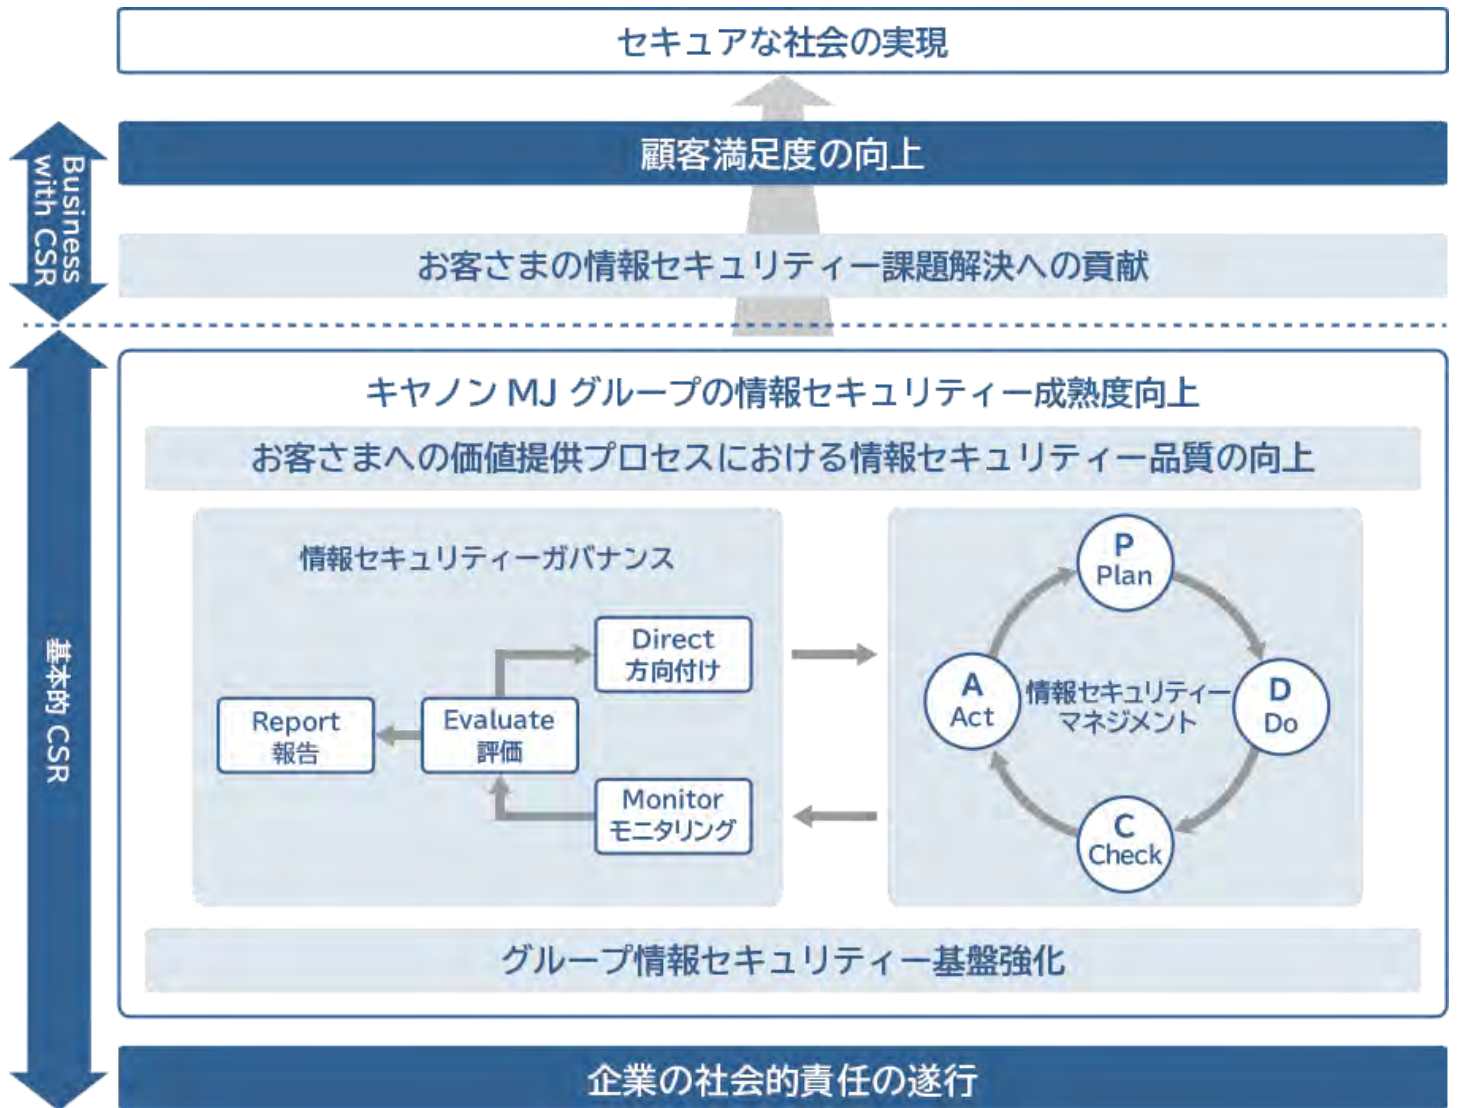 セキュアな社会の実現
顧客満足度の向上
Business
with CSR
お客さまの情報セキュリティー課題解決への貢献
キヤノン MJ グループの情報セキュリティー成熟度向上
お客さまへの価値提供プロセスにおける情報セキュリティー品質の向上
情報セキュリティーガバナンス
Direct
方向付け
Report
報告
Evaluate
評価
Monitor
モニタリング
P
Plan
A
Act
情報セキュリティー
マネジメント
D
Do
C
Check
基本的 CSR
グループ情報セキュリティー基盤強化
企業の社会的責任の遂行